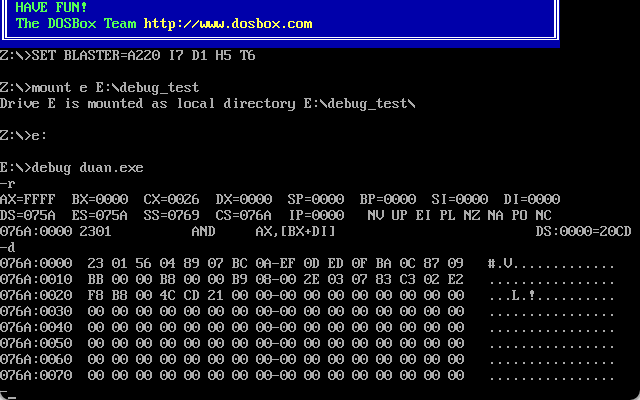 HAVE FUN!
The DOSBox Team http://www.dosbox.com
Z:\>SET BLASTER=A220 I7 D1 H5 T6
Z:\>mount e E:\debug_test
Drive E is mounted as local directory E:\debug_test\
Z:\>e:
E:\>debug duan.exe
-r
AX=FFFF  BX=0000  CX=0026  DX=0000  SP=0000  BP=0000  SI=0000  DI=0000
DS=075A  ES=075A  SS=0769  CS=076A  IP=0000   NV UP EI PL NZ NA PO NC
076A:0000 2301          AND     AX,[BX+DI]                         DS:0000=20CD
-d
076A:0000  23 01 56 04 89 07 BC 0A-EF 0D ED 0F BA 0C 87 09   #.V.............
076A:0010  BB 00 00 B8 00 00 B9 08-00 2E 03 07 83 C3 02 E2   ................
076A:0020  F8 B8 00 4C CD 21 00 00-00 00 00 00 00 00 00 00   ...L.!..........
076A:0030  00 00 00 00 00 00 00 00-00 00 00 00 00 00 00 00   ................
076A:0040  00 00 00 00 00 00 00 00-00 00 00 00 00 00 00 00   ................
076A:0050  00 00 00 00 00 00 00 00-00 00 00 00 00 00 00 00   ................
076A:0060  00 00 00 00 00 00 00 00-00 00 00 00 00 00 00 00   ................
076A:0070  00 00 00 00 00 00 00 00-00 00 00 00 00 00 00 00   ................
-_